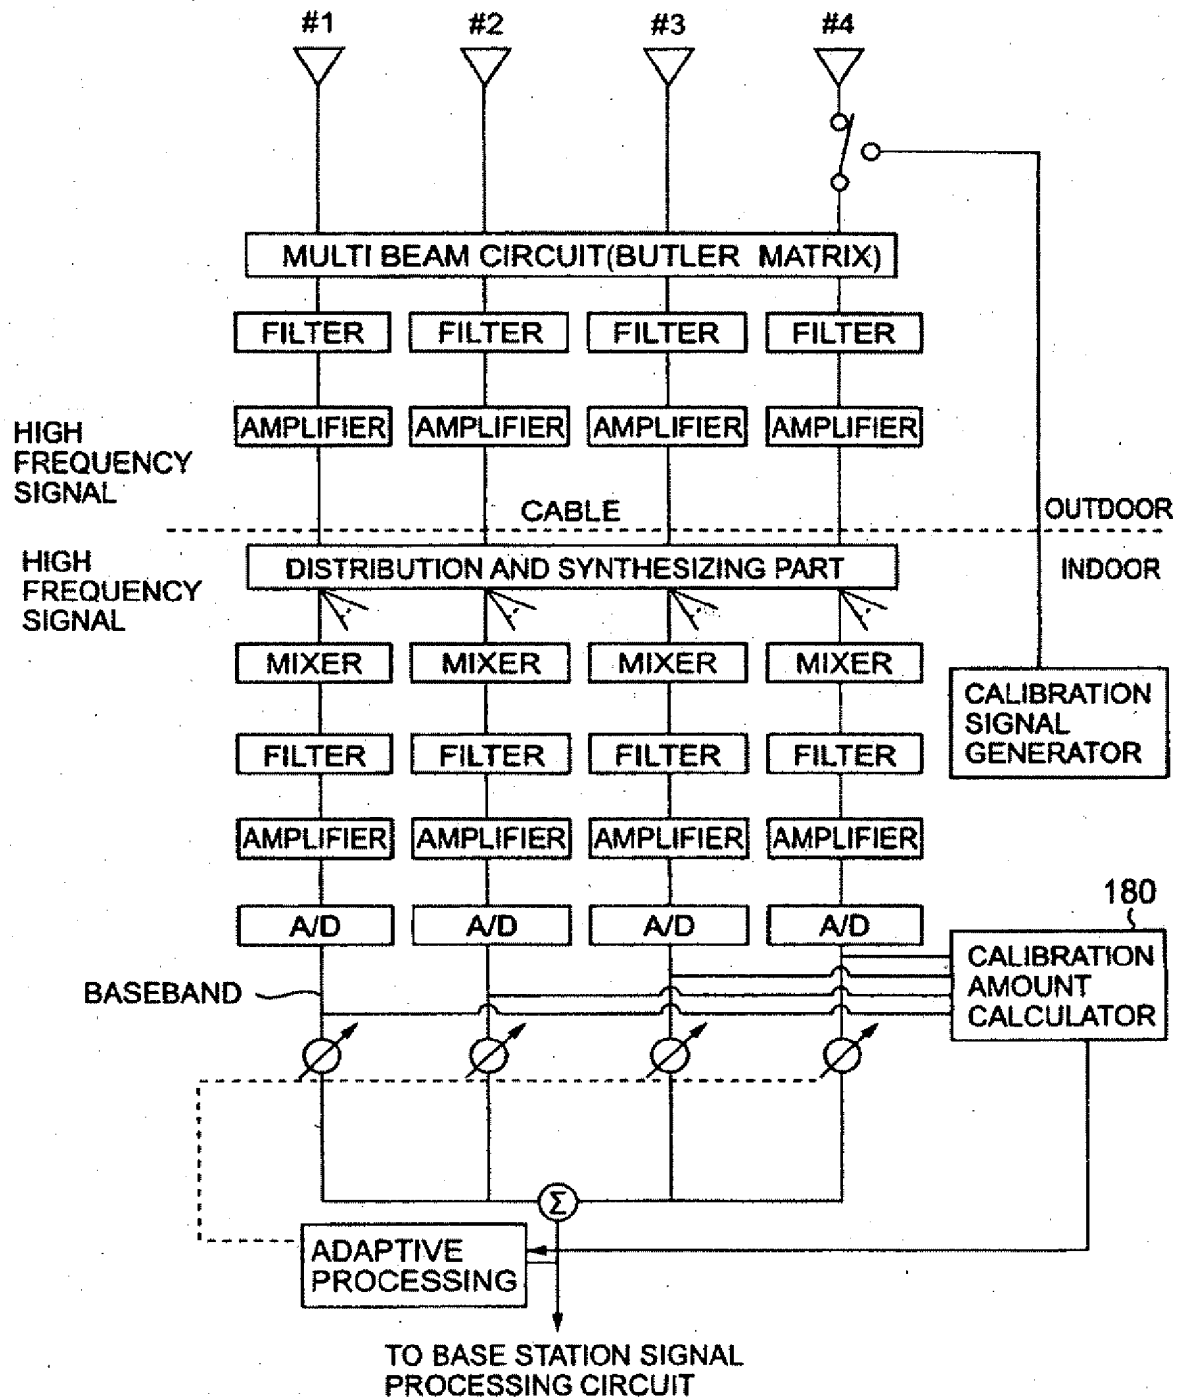 #1 #2 #3 #4
MULTI BEAM CIRCUIT(BUTLER MATRIX)
FILTER FILTER FILTER FILTER
AMPLIFIER AMPLIFIER AMPLIFIER AMPLIFIER
HIGH
FREQUENCY
SIGNAL
CABLE
OUTDOOR
HIGH
FREQUENCY
SIGNAL
DISTRIBUTION AND SYNTHESIZING PART
INDOOR
MIXER MIXER MIXER MIXER
CALIBRATION
SIGNAL
GENERATOR
FILTER FILTER FILTER FILTER
AMPLIFIER AMPLIFIER AMPLIFIER AMPLIFIER
180
A/D A/D A/D A/D
CALIBRATION
AMOUNT
CALCULATOR
BASEBAND
Σ
ADAPTIVE
PROCESSING
TO BASE STATION SIGNAL
PROCESSING CIRCUIT